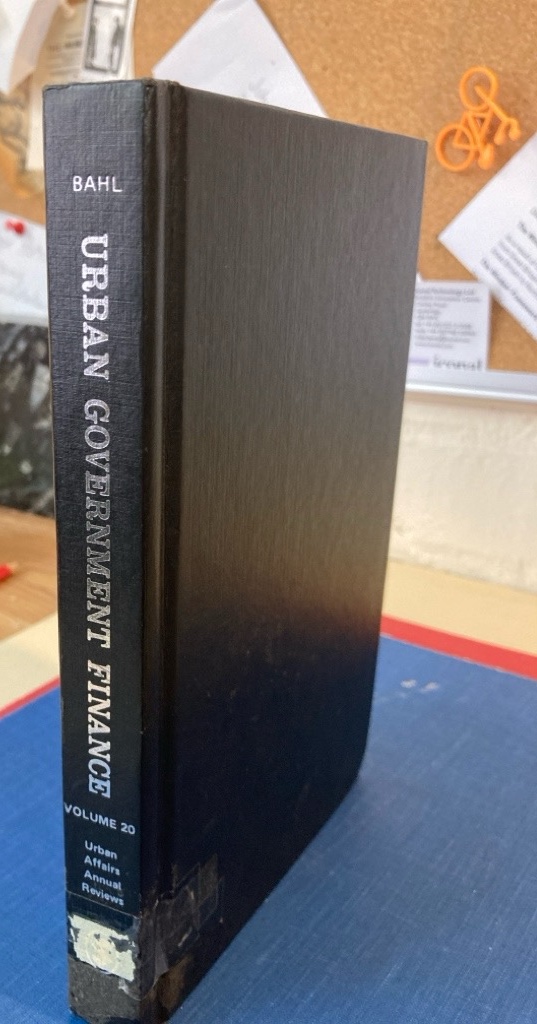 BAHL
URBAN GOVERNMENT FINANCE
VOLUME 20
Urban
Affairs
Annual
Reviews